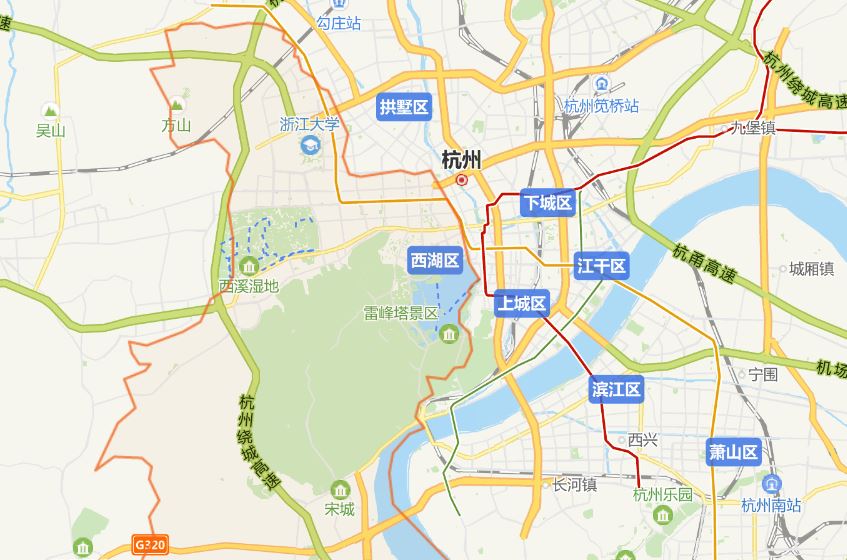 勾庄站
高速
拱墅区
杭州笕桥站
杭州绕城高速
吴山
方山
浙江大学
九堡镇
杭州
下城区
西湖区
江干区
杭甬高速
城厢镇
西溪湿地
雷峰塔景区
上城区
机场
宁围
滨江区
杭州绕城高速
西兴
萧山区
长河镇
杭州乐园
杭州南站
宋城
G320